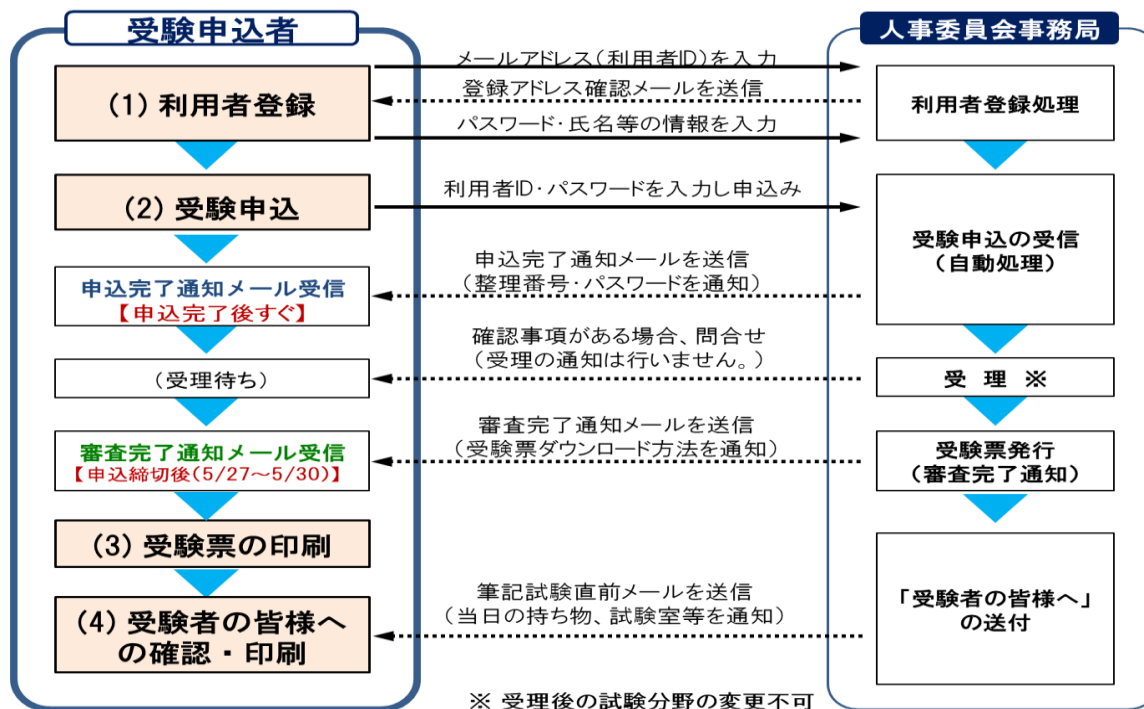 受験申込者
人事委員会事務局
(1) 利用者登録
メールアドレス(利用者ID)を入力
登録アドレス確認メールを送信
パスワード・氏名等の情報を入力
利用者登録処理
(2) 受験申込
利用者ID・パスワードを入力し申込み
受験申込の受信
(自動処理)
申込完了通知メールを送信
(整理番号・パスワードを通知)
申込完了通知メール受信
【申込完了後すぐ】
確認事項がある場合、問合せ
(受理の通知は行いません。)
(受理待ち)
受 理 ※
審査完了通知メールを送信
(受験票ダウンロード方法を通知)
審査完了通知メール受信
【申込締切後(5/27~5/30)】
受験票発行
(審査完了通知)
(3) 受験票の印刷
筆記試験直前メールを送信
(当日の持ち物、試験室等を通知)
(4) 受験者の皆様へ
の確認・印刷
「受験者の皆様へ」
の送付
※ 受理後の試験分野の変更不可